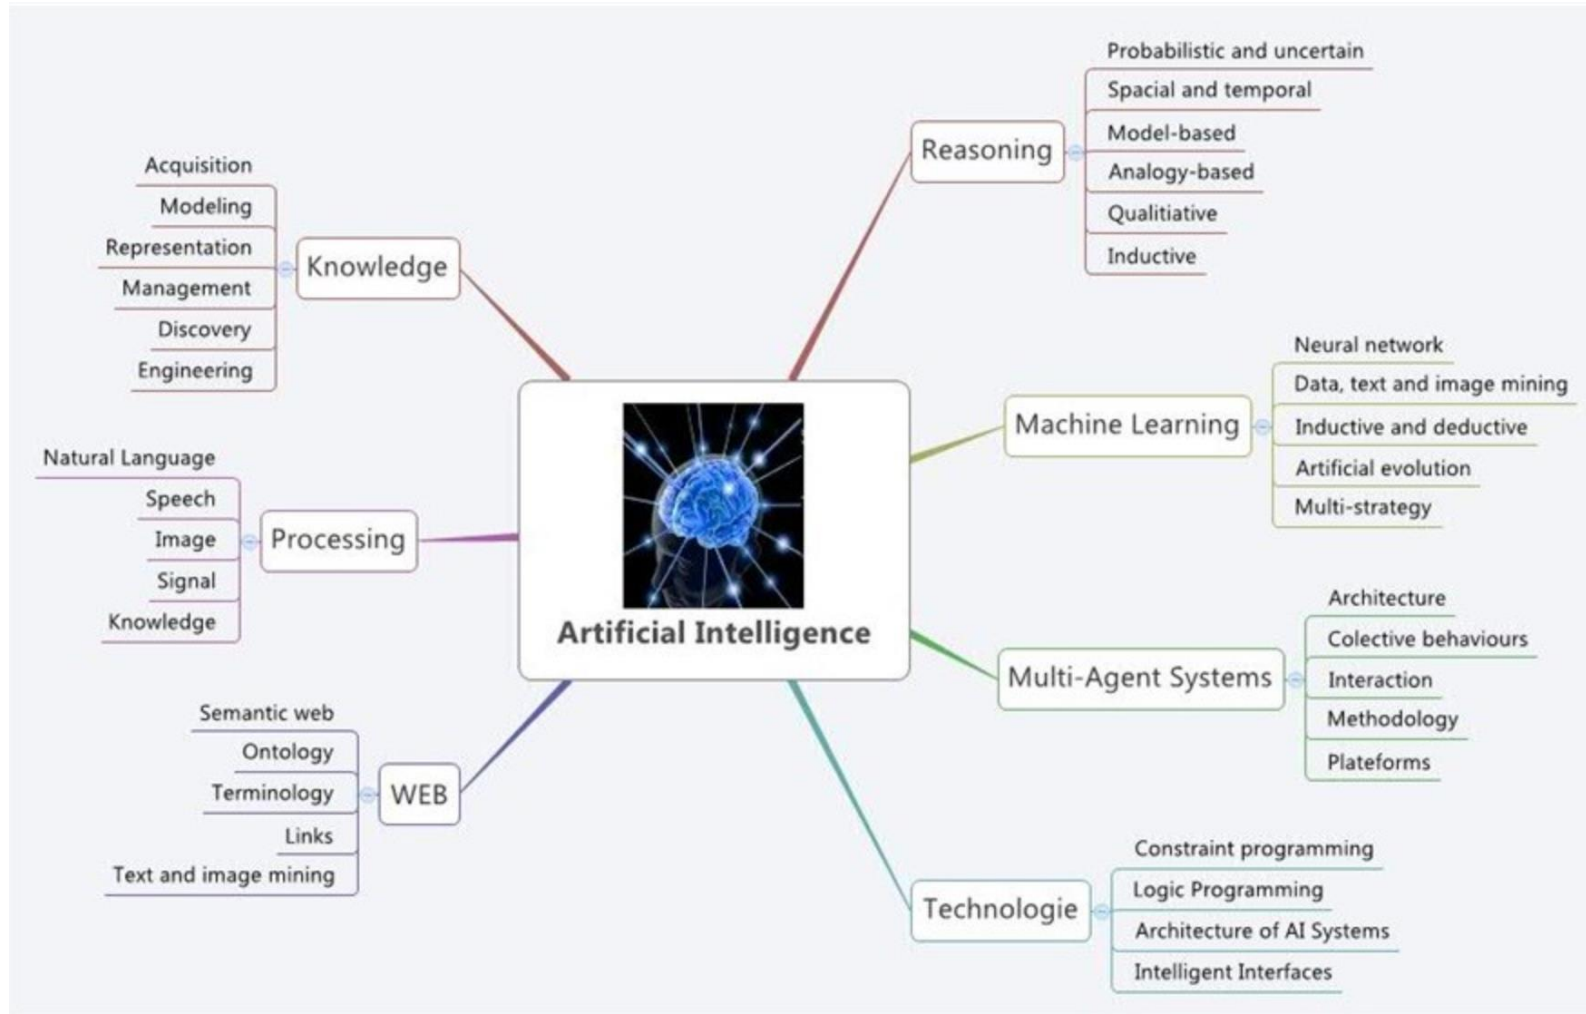 Artificial Intelligence
Knowledge
Acquisition
Modeling
Representation
Management
Discovery
Engineering
Processing
Natural Language
Speech
Image
Signal
Knowledge
WEB
Semantic web
Ontology
Terminology
Links
Text and image mining
Reasoning
Probabilistic and uncertain
Spacial and temporal
Model-based
Analogy-based
Qualitiative
Inductive
Machine Learning
Neural network
Data, text and image mining
Inductive and deductive
Artificial evolution
Multi-strategy
Multi-Agent Systems
Architecture
Colective behaviours
Interaction
Methodology
Plateforms
Technologie
Constraint programming
Logic Programming
Architecture of AI Systems
Intelligent Interfaces